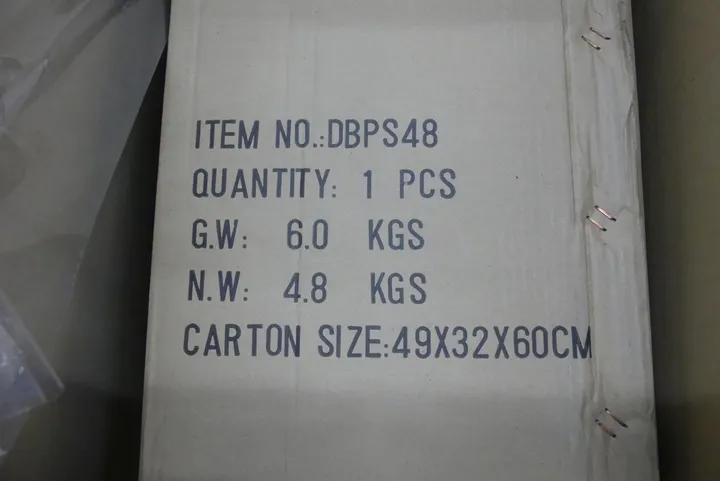 ITEM NO.:DBPS48
QUANTITY: 1 PCS
G.W: 6.0 KGS
N.W: 4.8 KGS
CARTON SIZE:49X32X60CM